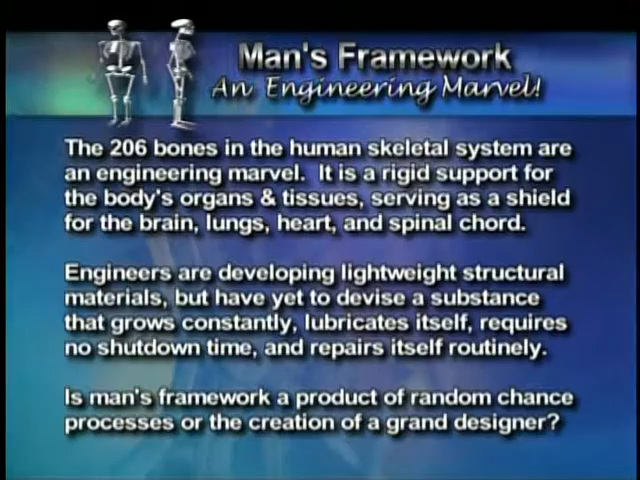 Man's Framework
An Engineering Marvel!
The 206 bones in the human skeletal system are
an engineering marvel. It is a rigid support for
the body's organs & tissues, serving as a shield
for the brain, lungs, heart, and spinal chord.
Engineers are developing lightweight structural
materials, but have yet to devise a substance
that grows constantly, lubricates itself, requires
no shutdown time, and repairs itself routinely.
Is man's framework a product of random chance
processes or the creation of a grand designer?